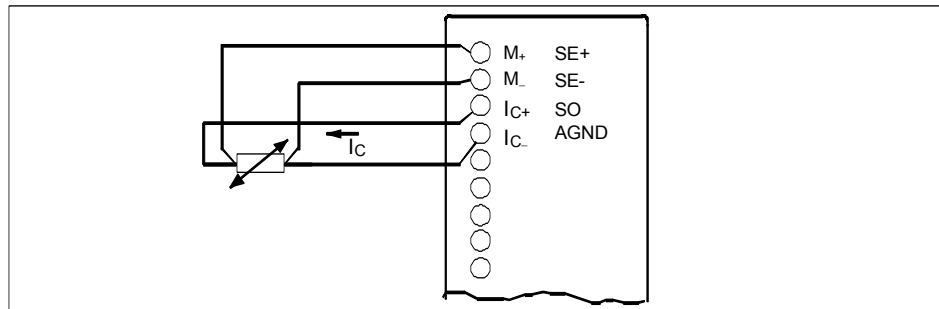 M+ SE+
M– SE-
IC+ SO
IC– AGND
IC